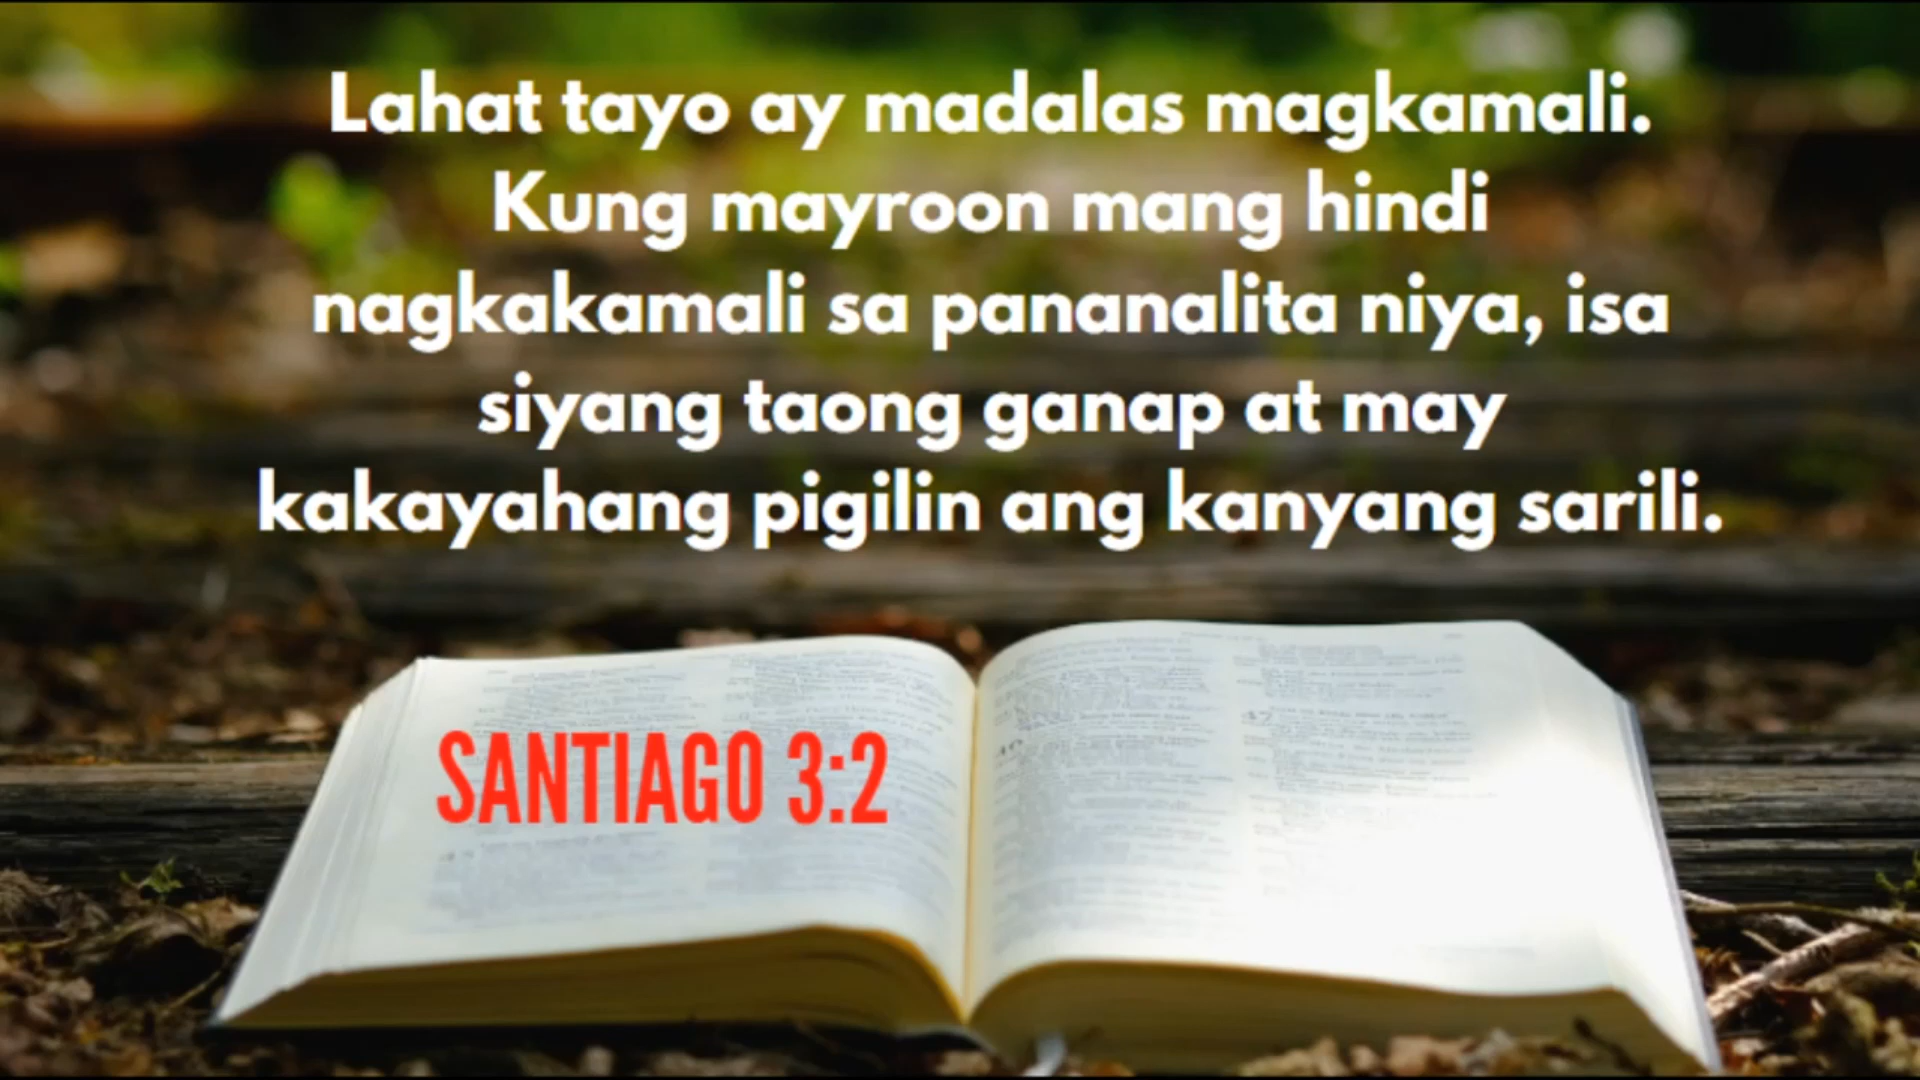 Lahat tayo ay madalas magkamali.
Kung mayroon mang hindi
nagkakamali sa pananalita niya, isa
siyang taong ganap at may
kakayahang pigilin ang kanyang sarili.
SANTIAGO 3:2